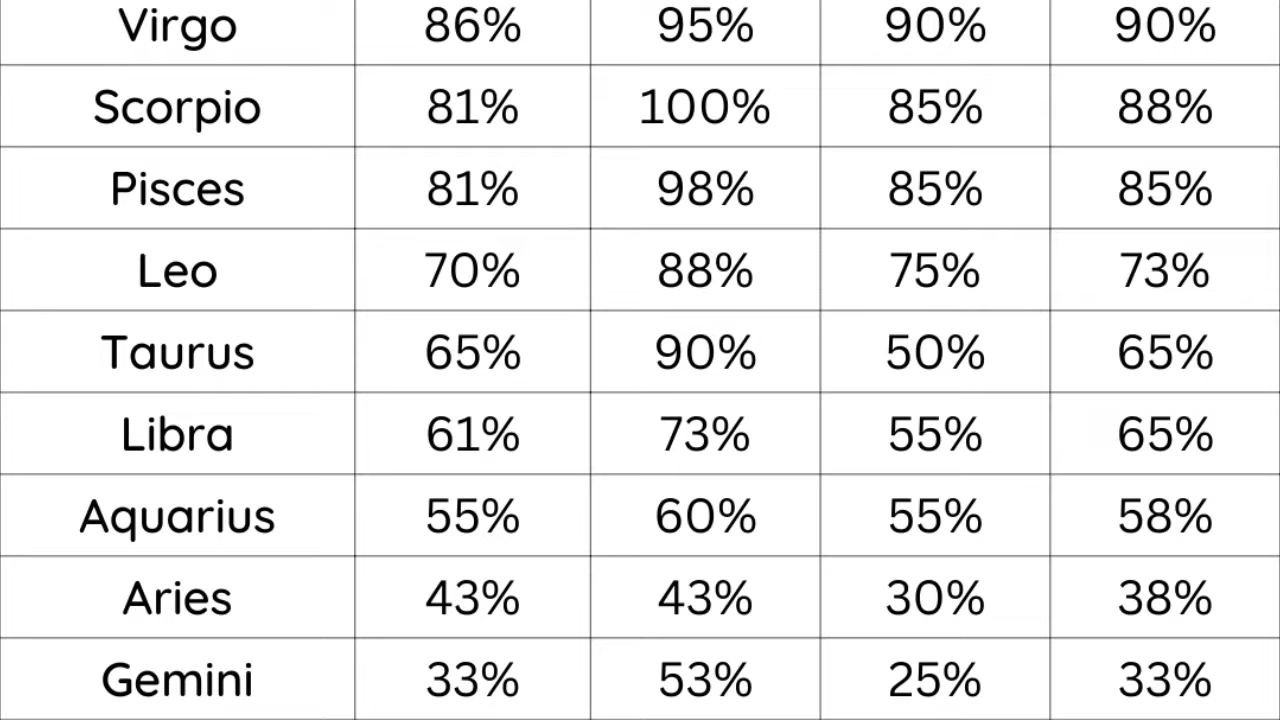 Virgo 86% 95% 90% 90%
Scorpio 81% 100% 85% 88%
Pisces 81% 98% 85% 85%
Leo 70% 88% 75% 73%
Taurus 65% 90% 50% 65%
Libra 61% 73% 55% 65%
Aquarius 55% 60% 55% 58%
Aries 43% 43% 30% 38%
Gemini 33% 53% 25% 33%